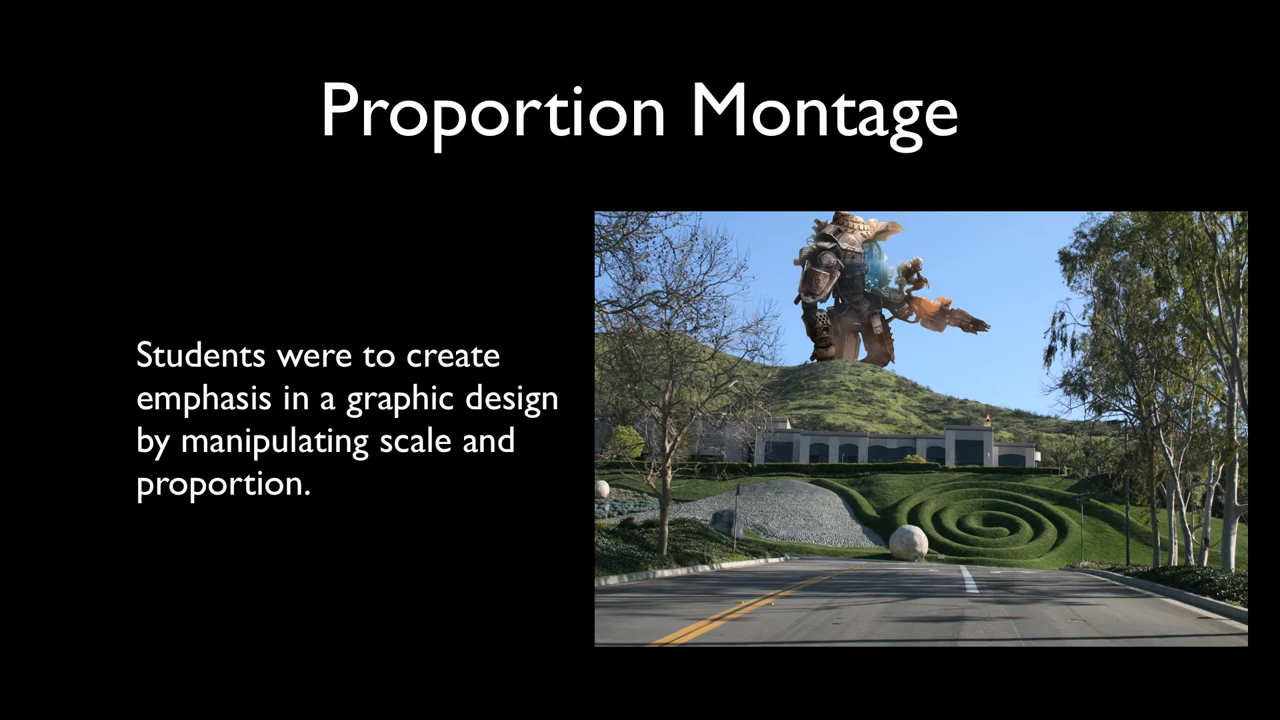 Proportion Montage
Students were to create
emphasis in a graphic design
by manipulating scale and
proportion.